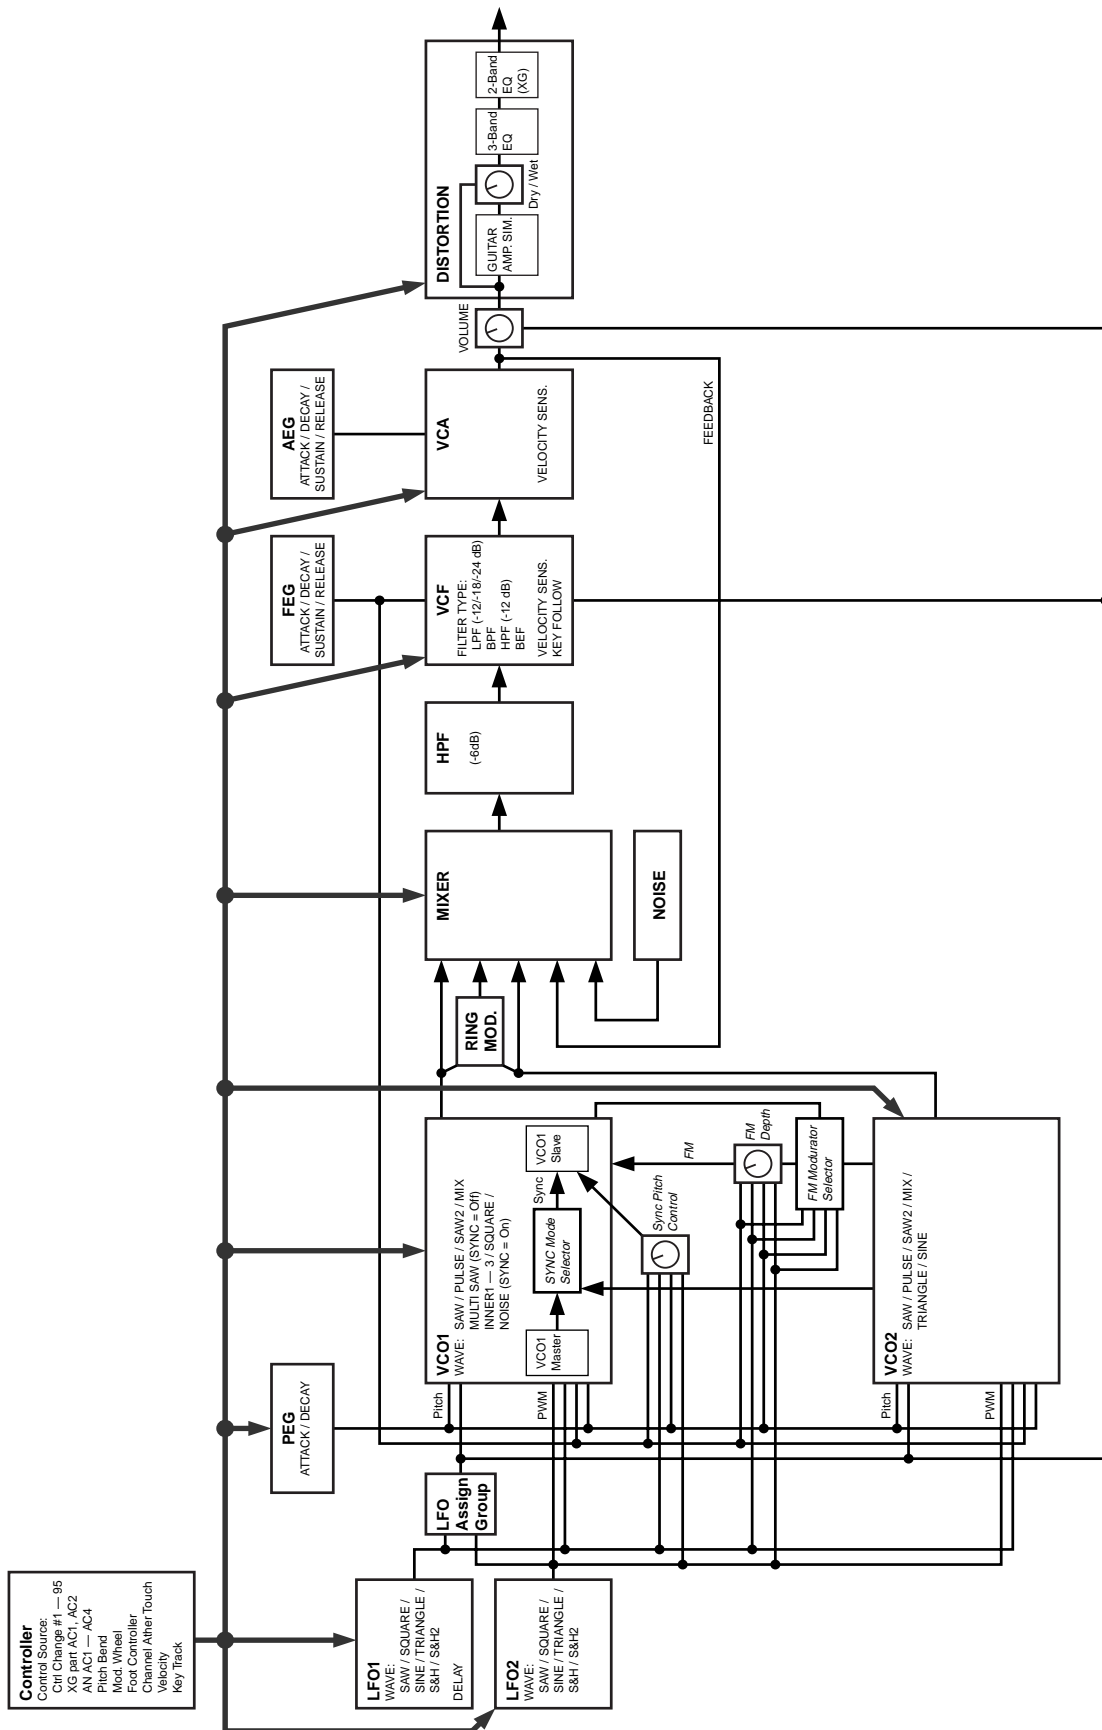 Controller
Control Source:
Ctrl Change #1 — 95
XG part AC1, AC2
AN AC1 — AC4
Pitch Bend
Mod. Wheel
Foot Controller
Channel Ather Touch
Velocity
Key Track
LFO1
WAVE:
SAW / SQUARE /
SINE / TRIANGLE /
S&H / S&H2
DELAY
LFO2
WAVE:
SAW / SQUARE /
SINE / TRIANGLE /
S&H / S&H2
LFO
Assign
Group
PEG
ATTACK / DECAY
Pitch
PWM
VCO1
WAVE: SAW / PULSE / SAW2 / MIX
MULTI SAW (SYNC = Off)
INNER1 — 3 / SQUARE /
NOISE (SYNC = On)
VCO1
Master
SYNC Mode
Selector
Sync
VCO1
Slave
Sync Pitch
Control
FM
FM
Depth
FM Modurator
Selector
Pitch
PWM
VCO2
WAVE: SAW / PULSE / SAW2 / MIX /
TRIANGLE / SINE
RING
MOD.
MIXER
NOISE
HPF
(-6dB)
FEG
ATTACK / DECAY /
SUSTAIN / RELEASE
VCF
FILTER TYPE:
LPF (-12/-18/-24 dB)
BPF
HPF (-12 dB)
BEF
VELOCITY SENS.
KEY FOLLOW
AEG
ATTACK / DECAY /
SUSTAIN / RELEASE
VCA
VELOCITY SENS.
FEEDBACK
VOLUME
DISTORTION
GUITAR
AMP. SIM.
Dry / Wet
3-Band
EQ
2-Band
EQ
(XG)